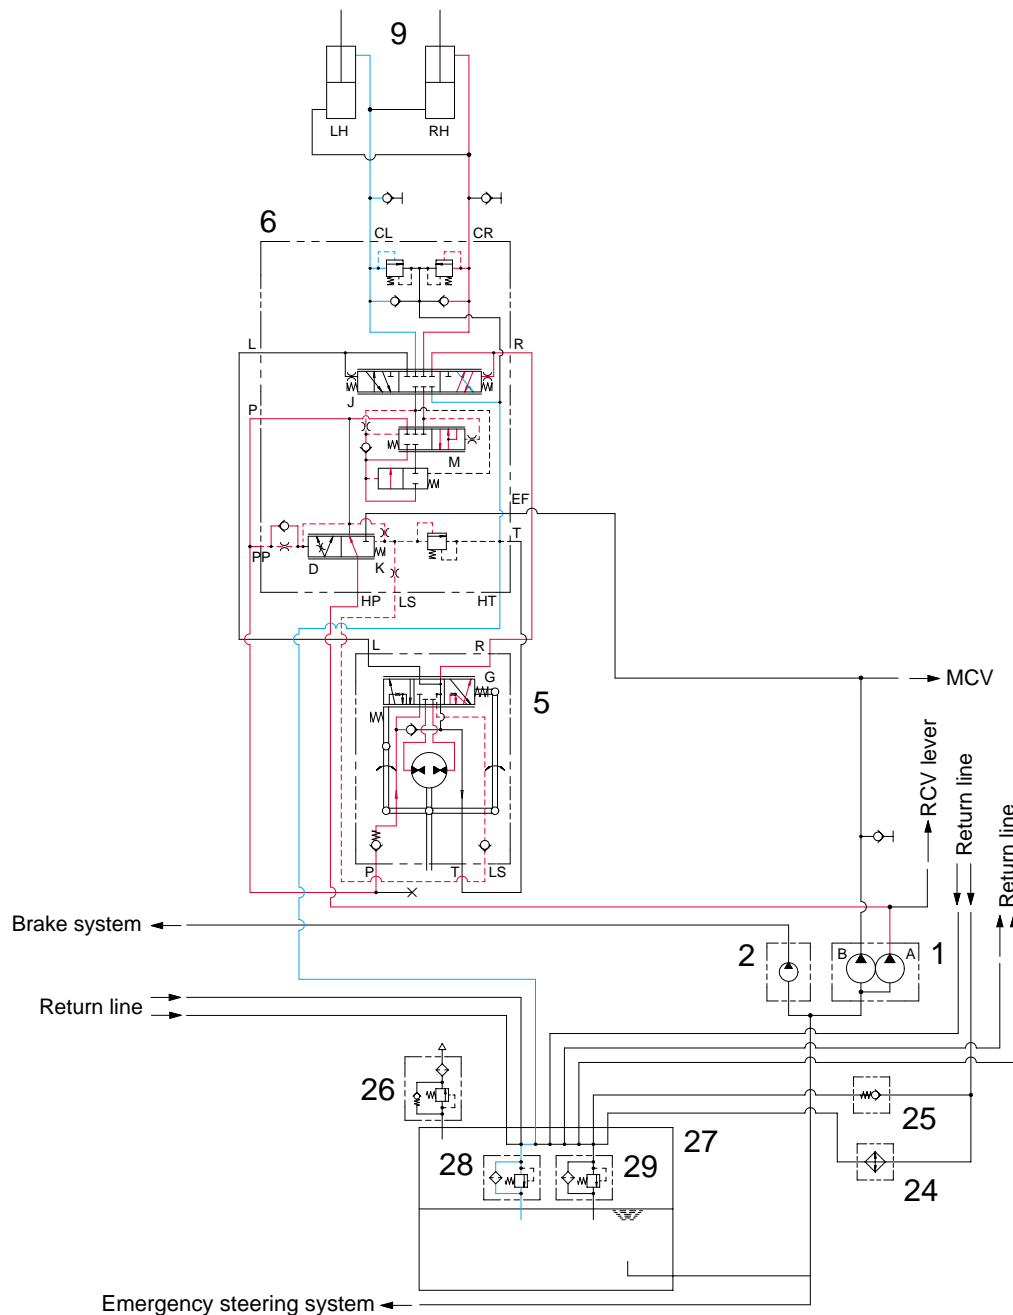 9
LH
RH
6
CL
CR
L
R
J
P
M
EF
T
PP
D
K
HP
LS
HT
L
R
G
5
MCV
RCV lever
Return line
Return line
P
T
LS
Brake system
2
B
A
1
Return line
26
25
27
28
29
24
Emergency steering system